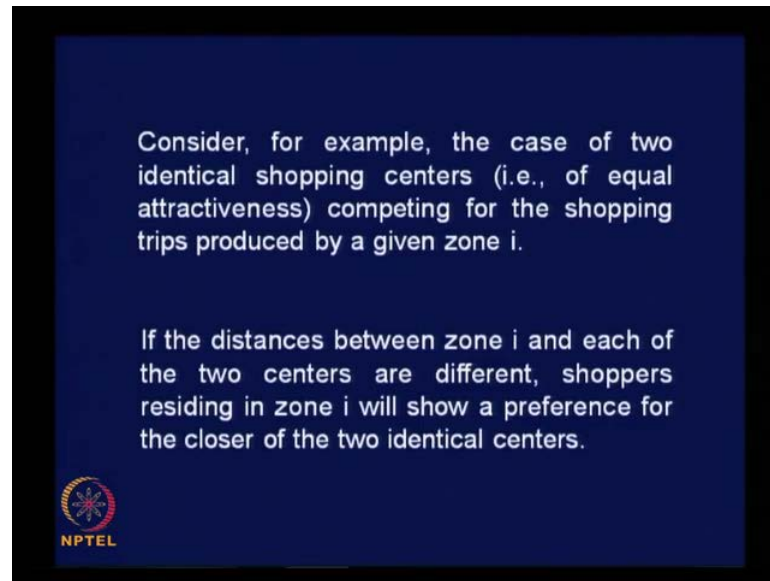 Consider, for example, the case of two
identical shopping centers (i.e., of equal
attractiveness) competing for the shopping
trips produced by a given zone i.
If the distances between zone i and each of
the two centers are different, shoppers
residing in zone i will show a preference for
the closer of the two identical centers.
NPTEL